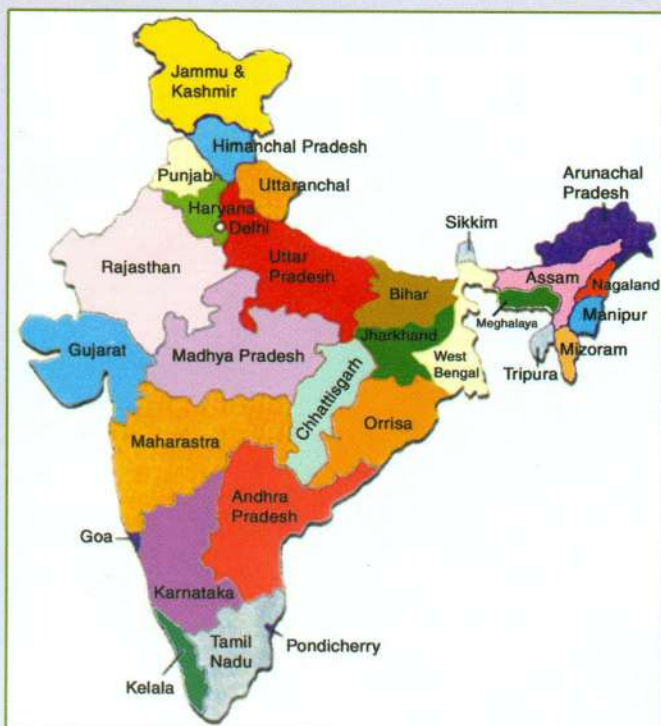 Jammu &
Kashmir
Himanchal Pradesh
Punjab
Uttaranchal
Haryana
Delhi
Arunachal
Pradesh
Sikkim
Rajasthan
Uttar
Pradesh
Bihar
Assam
Nagaland
Meghalaya
Manipur
Gujarat
Madhya Pradesh
Jharkhand
West
Bengal
Mizoram
Tripura
Chhattisgarh
Orrisa
Maharastra
Andhra
Pradesh
Goa
Karnataka
Tamil
Nadu
Pondicherry
Kelala